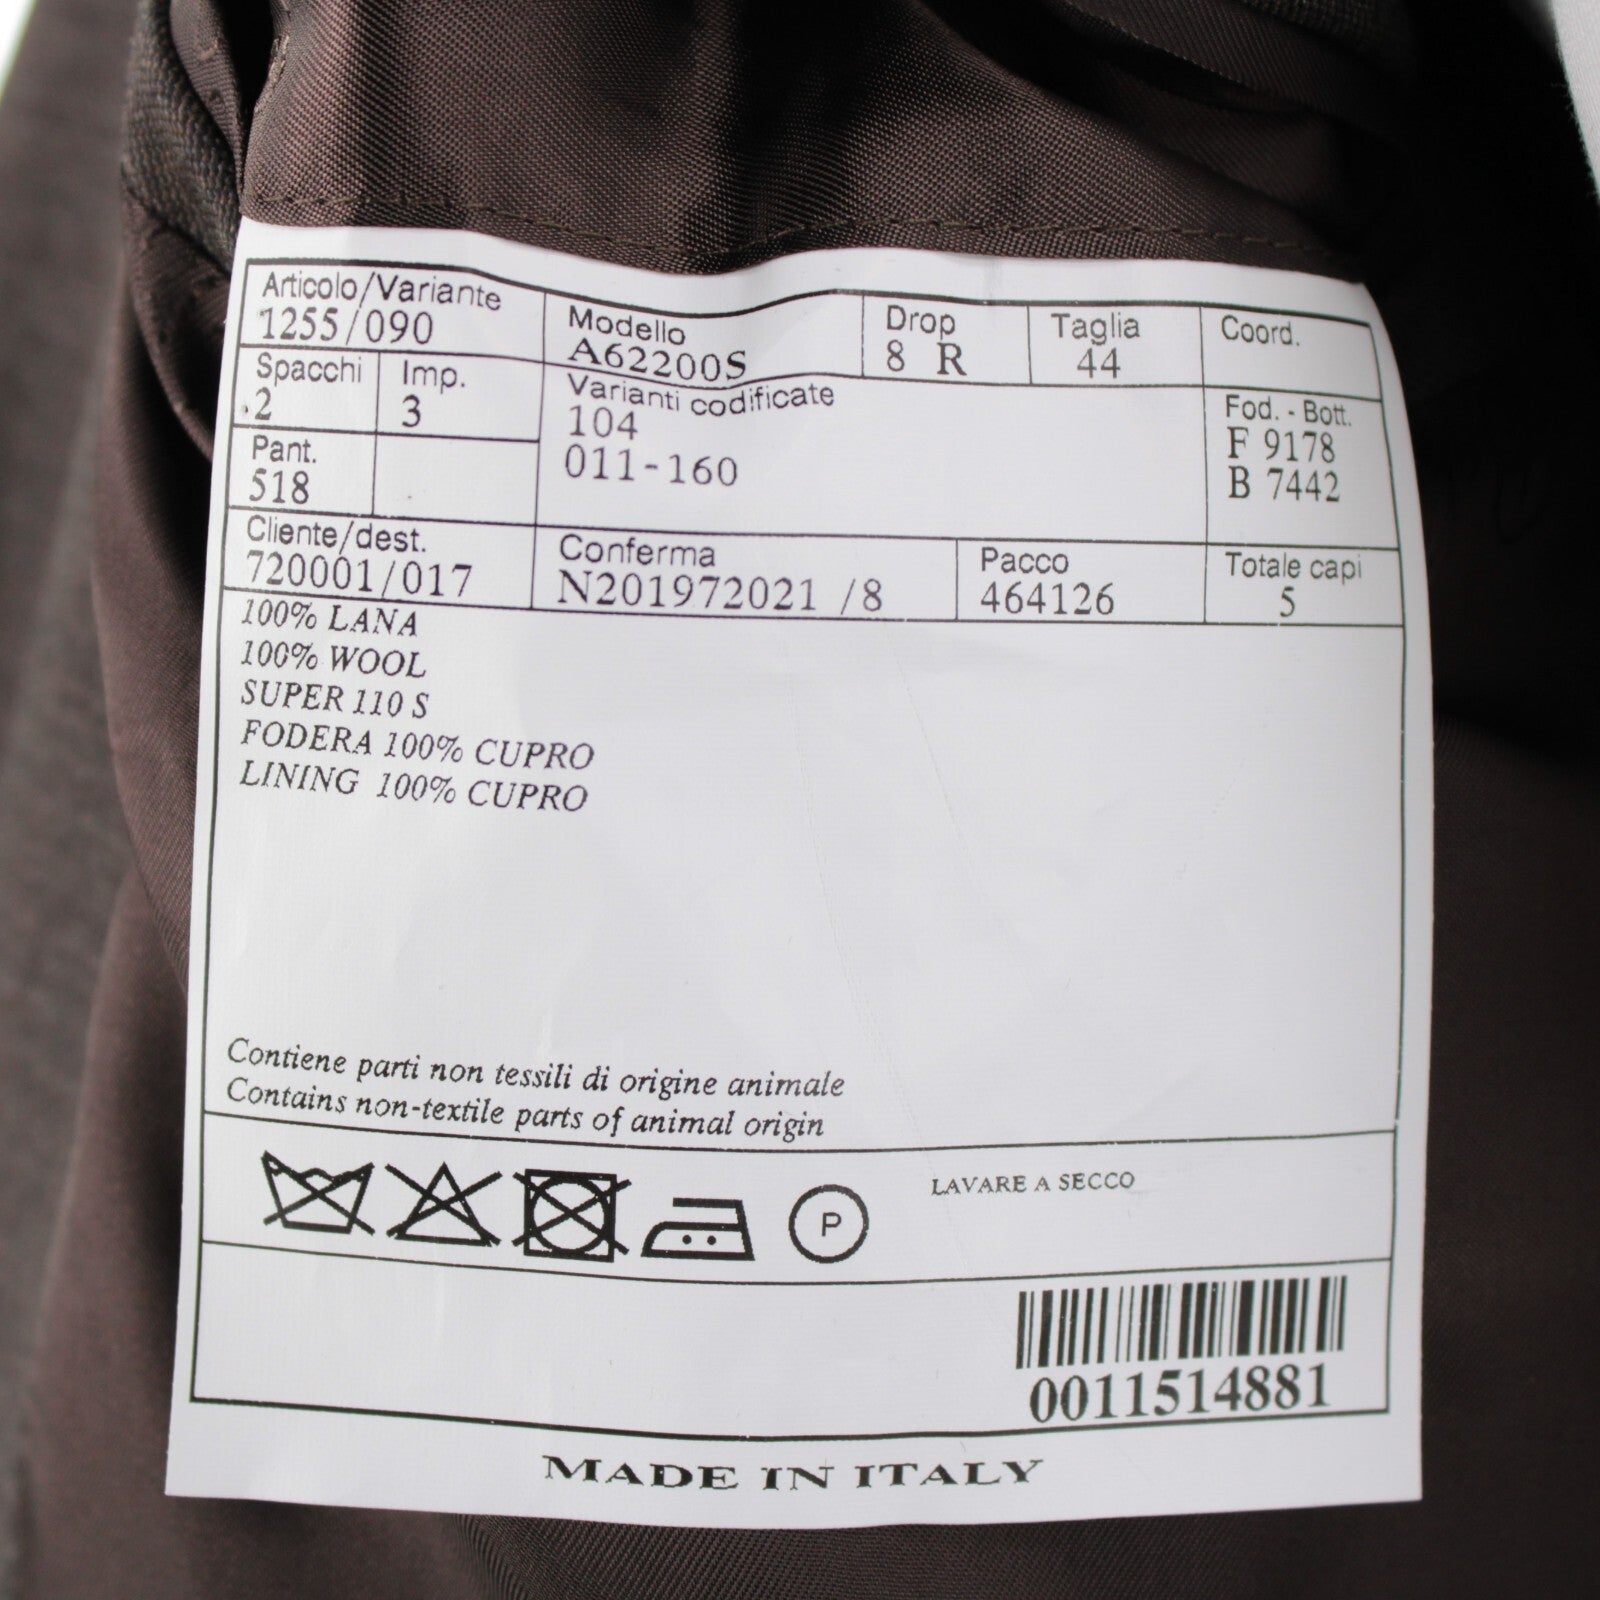 Articolo/Variante
1255/090
Modello
A62200S
Drop
8 R
Taglia
44
Coord.
Spacchi
2
Imp.
3
Varianti codificate
104
011-160
Fod. - Bott.
F 9178
B 7442
Pant.
518
Cliente/dest.
720001/017
Conferma
N201972021 /8
Pacco
464126
Totale capi
5
100% LANA
100% WOOL
SUPER 110 S
FODERA 100% CUPRO
LINING 100% CUPRO
Contiene parti non tessili di origine animale
Contains non-textile parts of animal origin
P
LAVARE A SECCO
0011514881
MADE IN ITALY